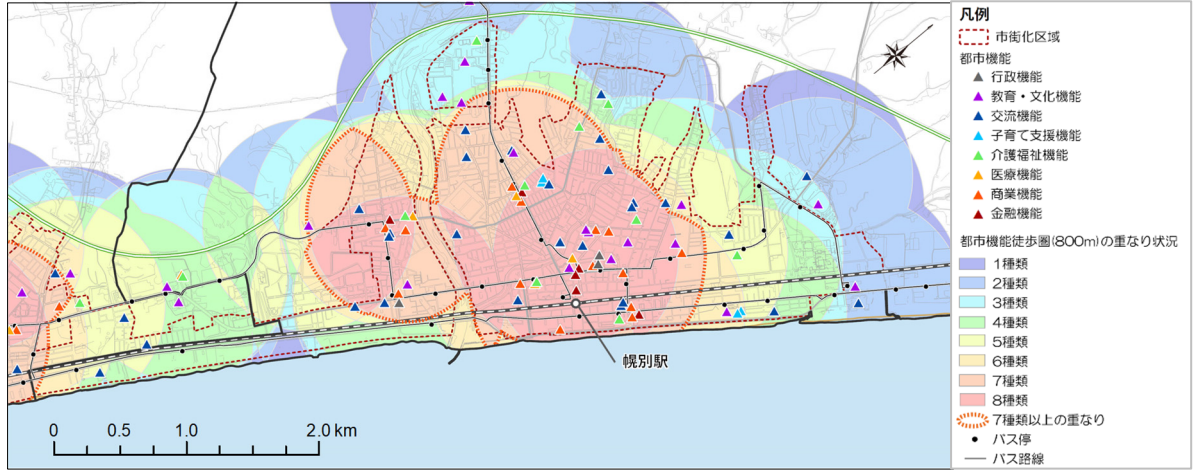 凡例
市街化区域
都市機能
行政機能
教育・文化機能
交流機能
子育て支援機能
介護福祉機能
医療機能
商業機能
金融機能
都市機能徒歩圏(800m)の重なり状況
1種類
2種類
3種類
4種類
5種類
6種類
7種類
8種類
7種類以上の重なり
バス停
バス路線
幌別駅
0 0.5 1.0 2.0 km